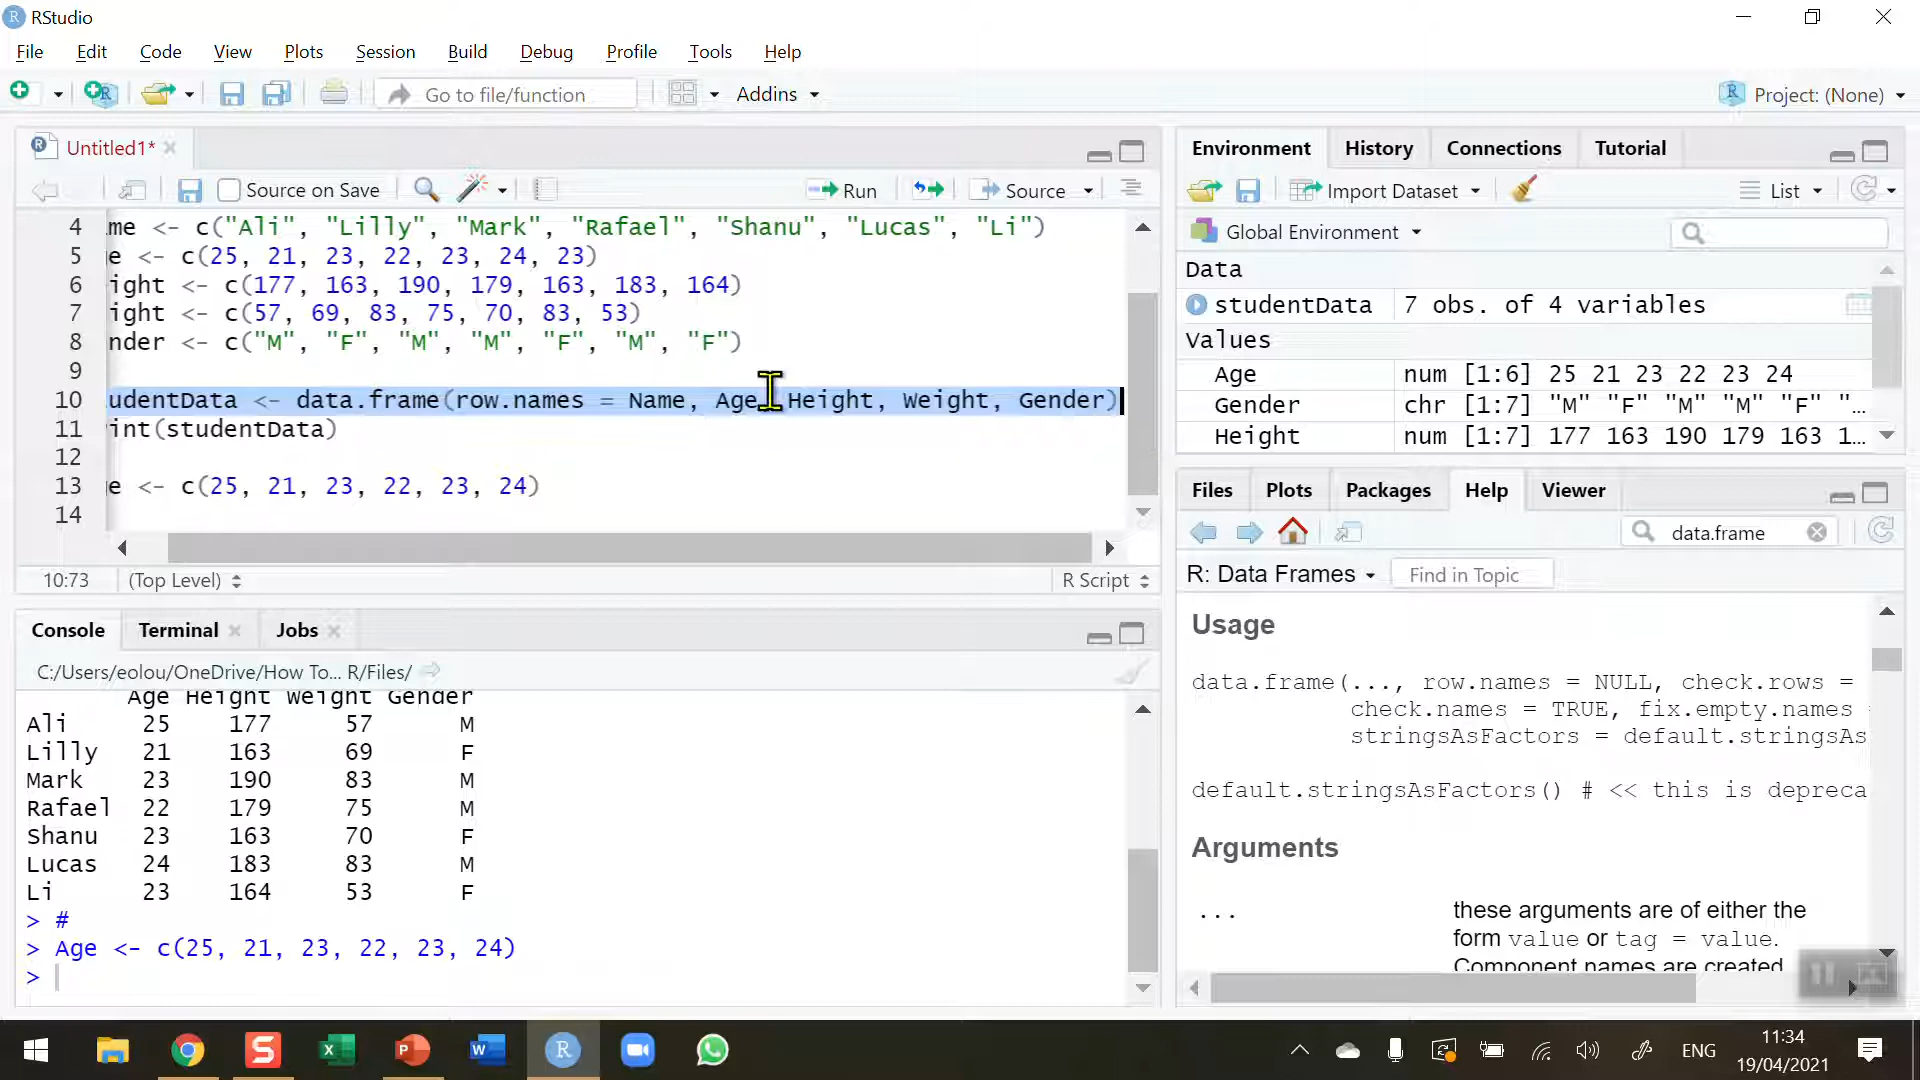 RStudio
File Edit Code View Plots Session Build Debug Profile Tools Help
Go to file/function Addins Project: (None)
Untitled1*
Source on Save Run Source
4 me <- c("Ali", "Lilly", "Mark", "Rafael", "Shanu", "Lucas", "Li")
5 e <- c(25, 21, 23, 22, 23, 24, 23)
6 ight <- c(177, 163, 190, 179, 163, 183, 164)
7 ight <- c(57, 69, 83, 75, 70, 83, 53)
8 nder <- c("M", "F", "M", "M", "F", "M", "F")
9
10 udentData <- data.frame(row.names = Name, Age Height, Weight, Gender)
11 int(studentData)
12
13 e <- c(25, 21, 23, 22, 23, 24)
14
10:73 (Top Level) R Script
Console Terminal Jobs
C:/Users/eolou/OneDrive/How To... R/Files/
Age Height Weight Gender
Ali 25 177 57 M
Lilly 21 163 69 F
Mark 23 190 83 M
Rafael 22 179 75 M
Shanu 23 163 70 F
Lucas 24 183 83 M
Li 23 164 53 F
> #
> Age <- c(25, 21, 23, 22, 23, 24)
>
Environment History Connections Tutorial
Import Dataset List
Global Environment
Data
studentData 7 obs. of 4 variables
Values
Age num [1:6] 25 21 23 22 23 24
Gender chr [1:7] "M" "F" "M" "M" "F" "…
Height num [1:7] 177 163 190 179 163 1…
Files Plots Packages Help Viewer
data.frame
R: Data Frames Find in Topic
Usage
data.frame(..., row.names = NULL, check.rows =
check.names = TRUE, fix.empty.names =
stringsAsFactors = default.stringsAs
default.stringsAsFactors() # << this is depreca
Arguments
... these arguments are of either the
form value or tag = value.
Component names are created
ENG 11:34
19/04/2021